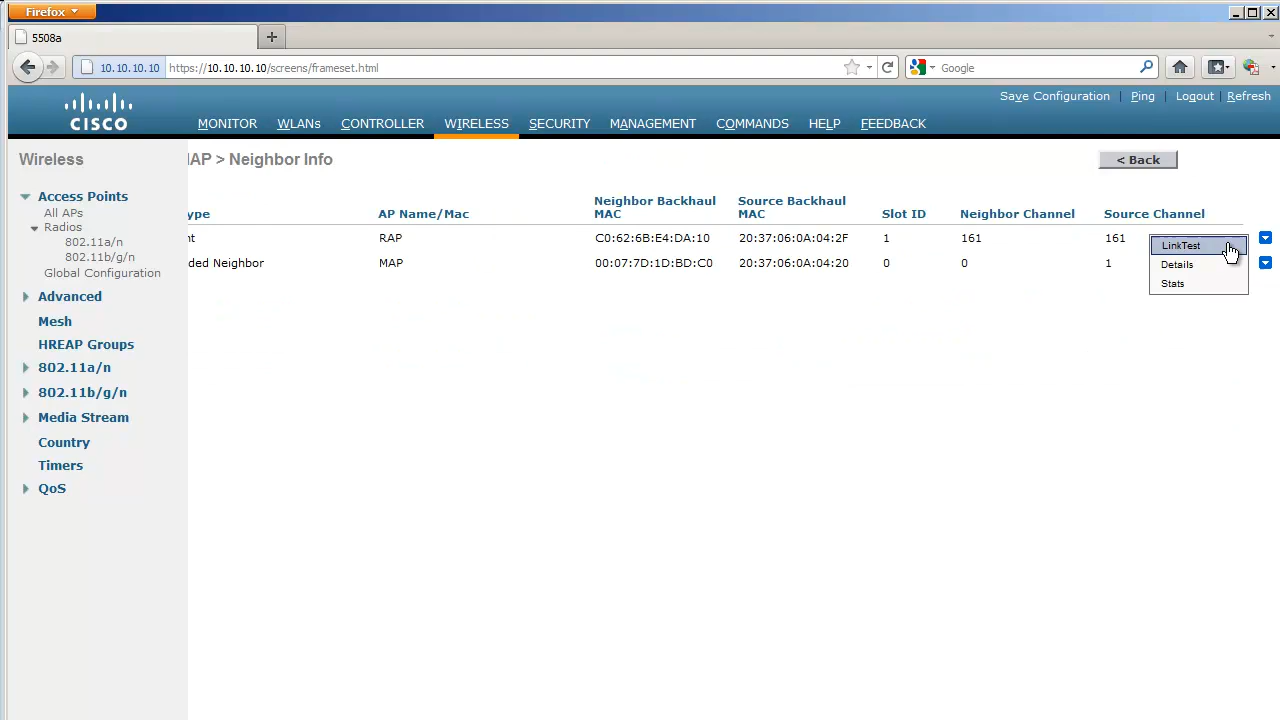 Firefox
5508a
10.10.10.10 https://10.10.10.10/screens/frameset.html Google
Save Configuration | Ping | Logout | Refresh
CISCO
MONITOR WLANs CONTROLLER WIRELESS SECURITY MANAGEMENT COMMANDS HELP FEEDBACK
Wireless
Access Points
All APs
Radios
802.11a/n
802.11b/g/n
Global Configuration
Advanced
Mesh
HREAP Groups
802.11a/n
802.11b/g/n
Media Stream
Country
Timers
QoS
MAP > Neighbor Info < Back
ype AP Name/Mac Neighbor Backhaul MAC Source Backhaul MAC Slot ID Neighbor Channel Source Channel
nt RAP C0:62:6B:E4:DA:10 20:37:06:0A:04:2F 1 161 161
ded Neighbor MAP 00:07:7D:1D:BD:C0 20:37:06:0A:04:20 0 0 1
LinkTest
Details
Stats